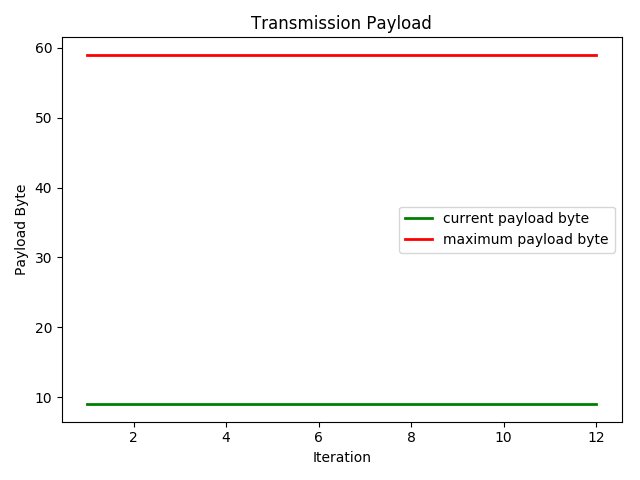 Transmission Payload
Payload Byte
60
50
40
30
20
10
current payload byte
maximum payload byte
2 4 6 8 10 12
Iteration